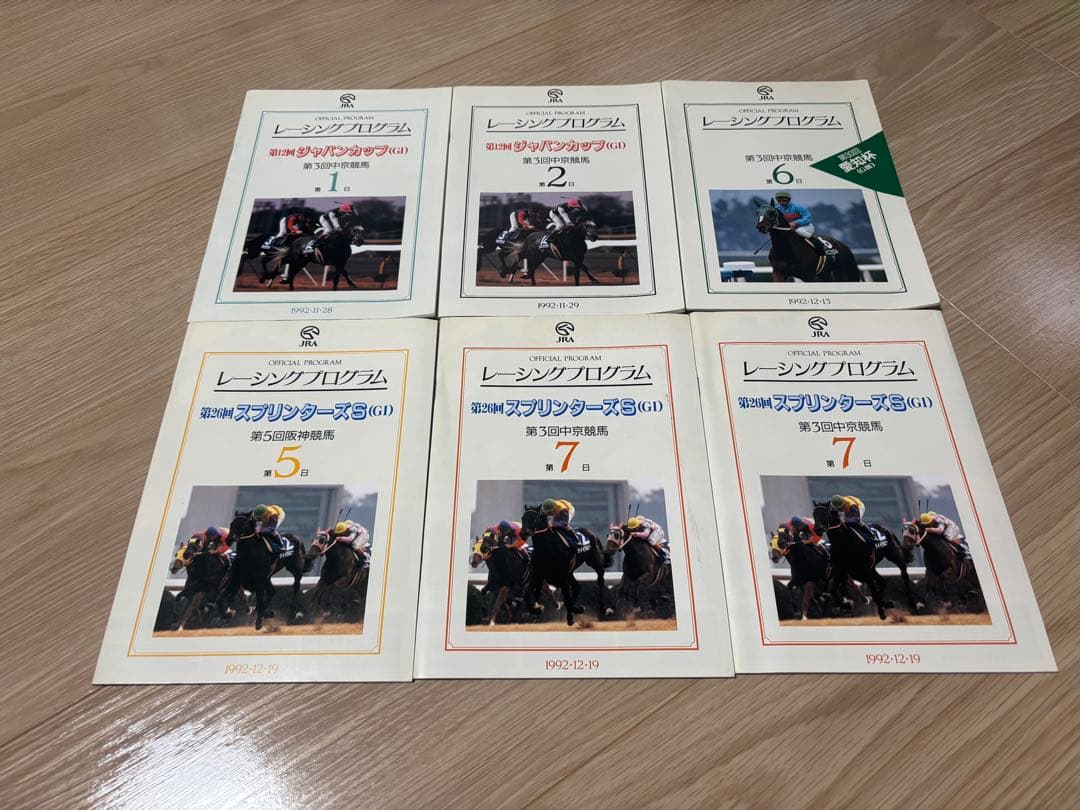 JRA
OFFICIAL PROGRAM
レーシングプログラム
第12回 ジャパンカップ(GI)
第3回中京競馬
第1日
1992・11・28
JRA
OFFICIAL PROGRAM
レーシングプログラム
第12回 ジャパンカップ(GI)
第3回中京競馬
第2日
1992・11・29
JRA
OFFICIAL PROGRAM
レーシングプログラム
第3回中京競馬
第6日
第30回
愛知杯
(GIII)
1992・12・13
JRA
OFFICIAL PROGRAM
レーシングプログラム
第26回 スプリンターズS(GI)
第5回阪神競馬
第5日
1992・12・19
JRA
OFFICIAL PROGRAM
レーシングプログラム
第26回 スプリンターズS(GI)
第3回中京競馬
第7日
1992・12・19
JRA
OFFICIAL PROGRAM
レーシングプログラム
第26回 スプリンターズS(GI)
第3回中京競馬
第7日
1992・12・19